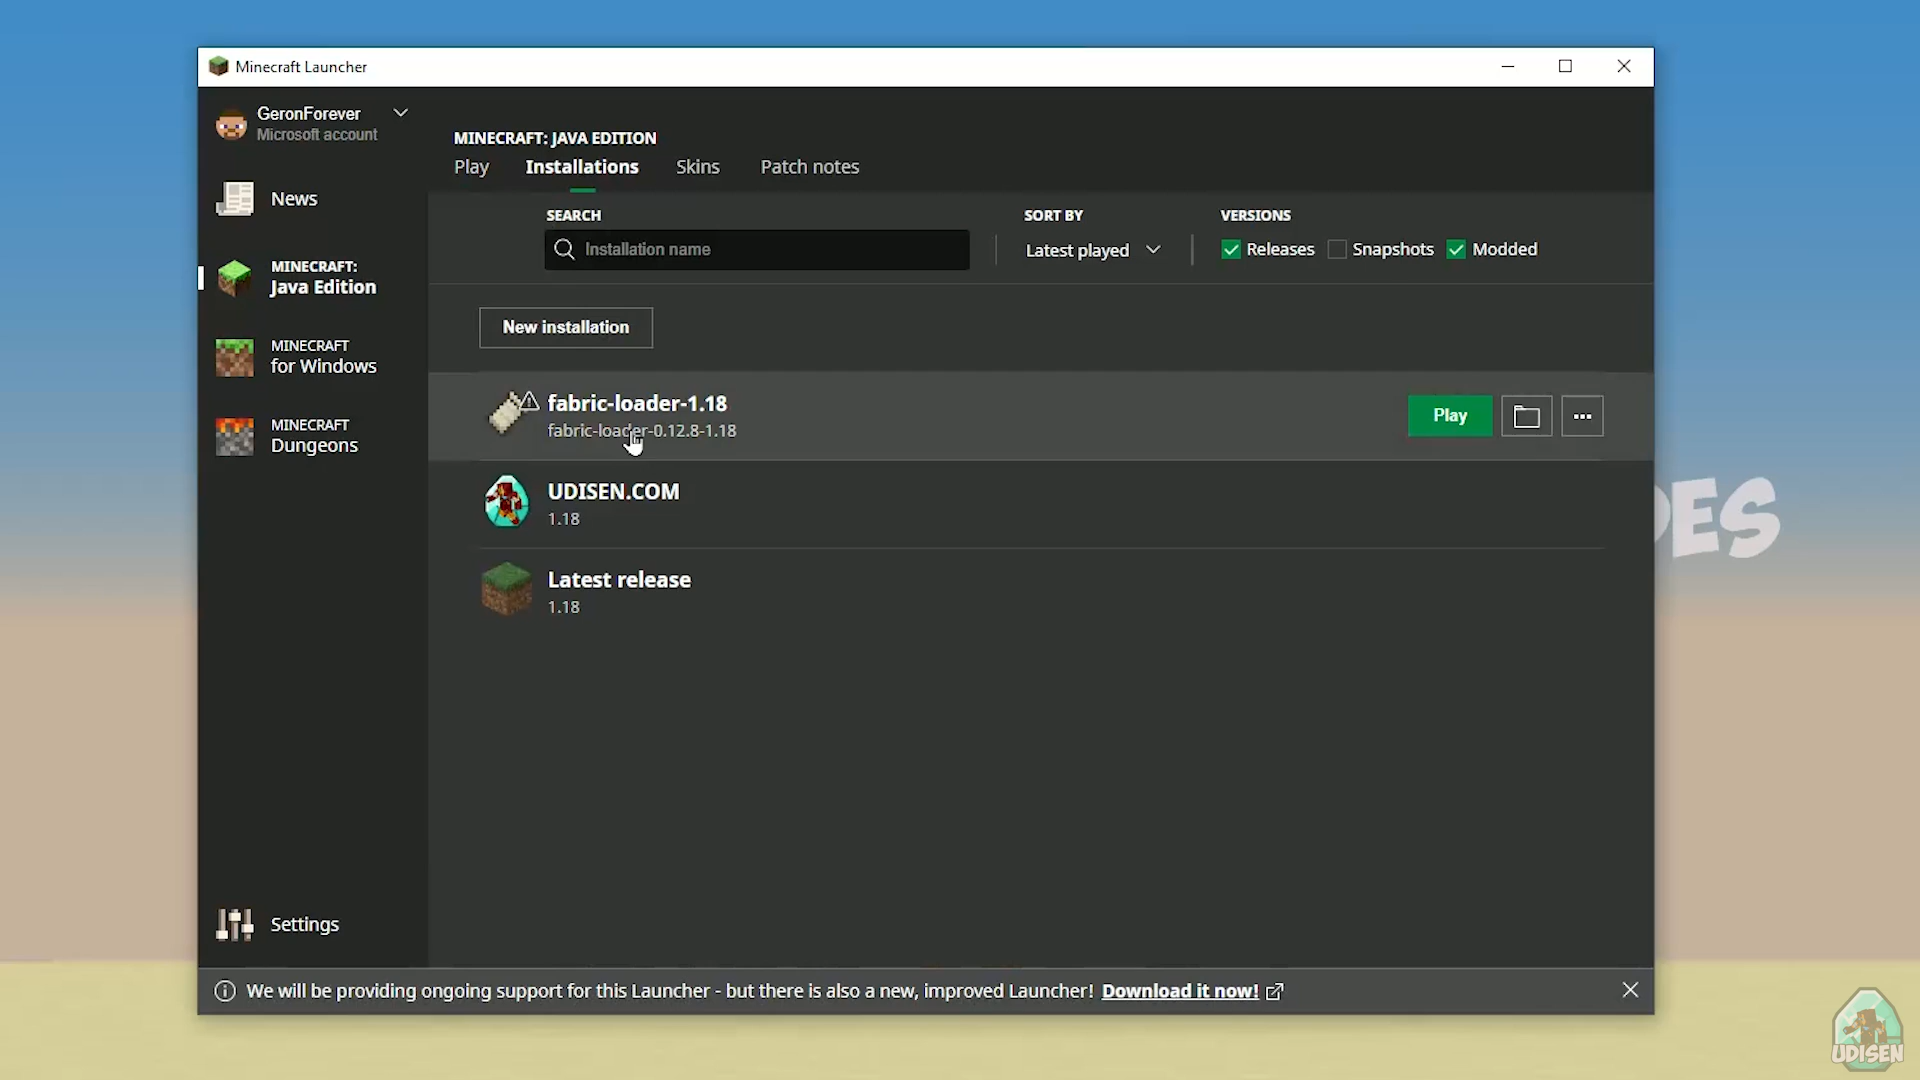 Minecraft Launcher
GeronForever
Microsoft account
News
MINECRAFT:
Java Edition
MINECRAFT
for Windows
MINECRAFT
Dungeons
Settings
MINECRAFT: JAVA EDITION
Play Installations Skins Patch notes
SEARCH
Installation name
SORT BY
Latest played
VERSIONS
Releases Snapshots Modded
New installation
fabric-loader-1.18
fabric-loader-0.12.8-1.18
Play
UDISEN.COM
1.18
Latest release
1.18
We will be providing ongoing support for this Launcher - but there is also a new, improved Launcher! Download it now!
UDISEN